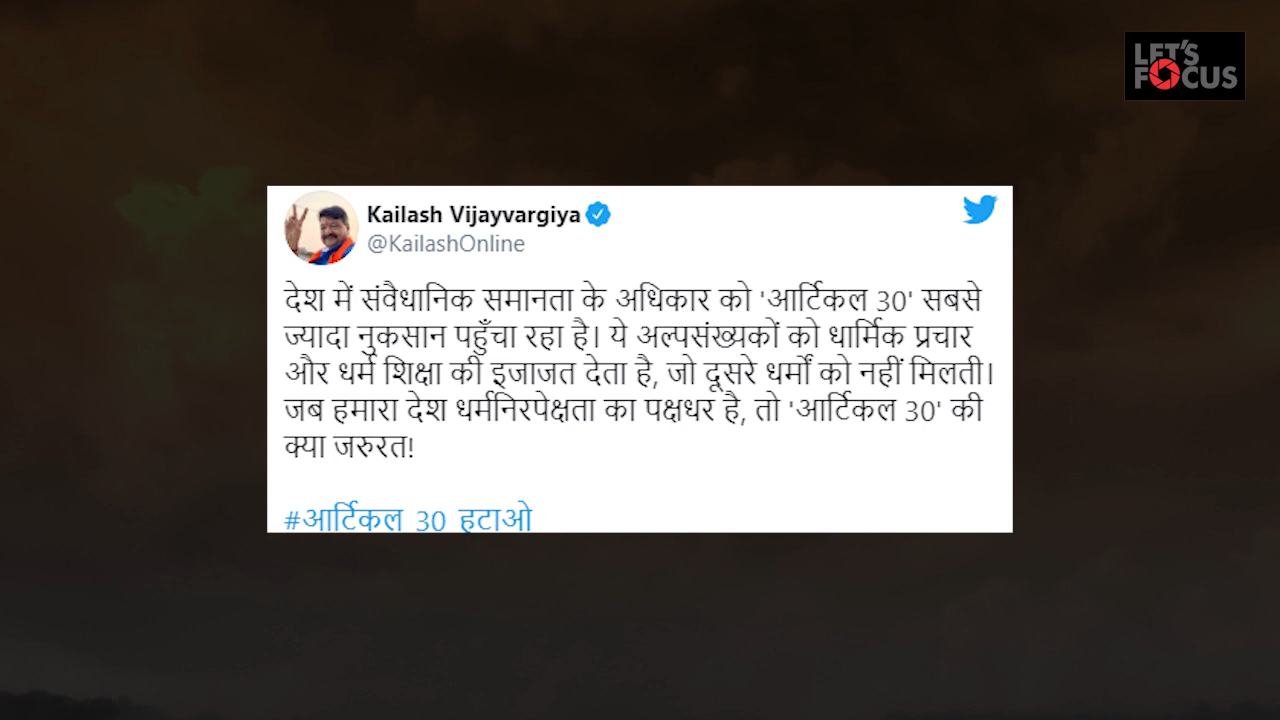 LET'S
FOCUS
Kailash Vijayvargiya
@KailashOnline
देश में संवैधानिक समानता के अधिकार को 'आर्टिकल 30' सबसे
ज्यादा नुकसान पहुँचा रहा है। ये अल्पसंख्यकों को धार्मिक प्रचार
और धर्म शिक्षा की इजाजत देता है, जो दूसरे धर्मों को नहीं मिलती।
जब हमारा देश धर्मनिरपेक्षता का पक्षधर है, तो 'आर्टिकल 30' की
क्या जरुरत!
#आर्टिकल_30_हटाओ